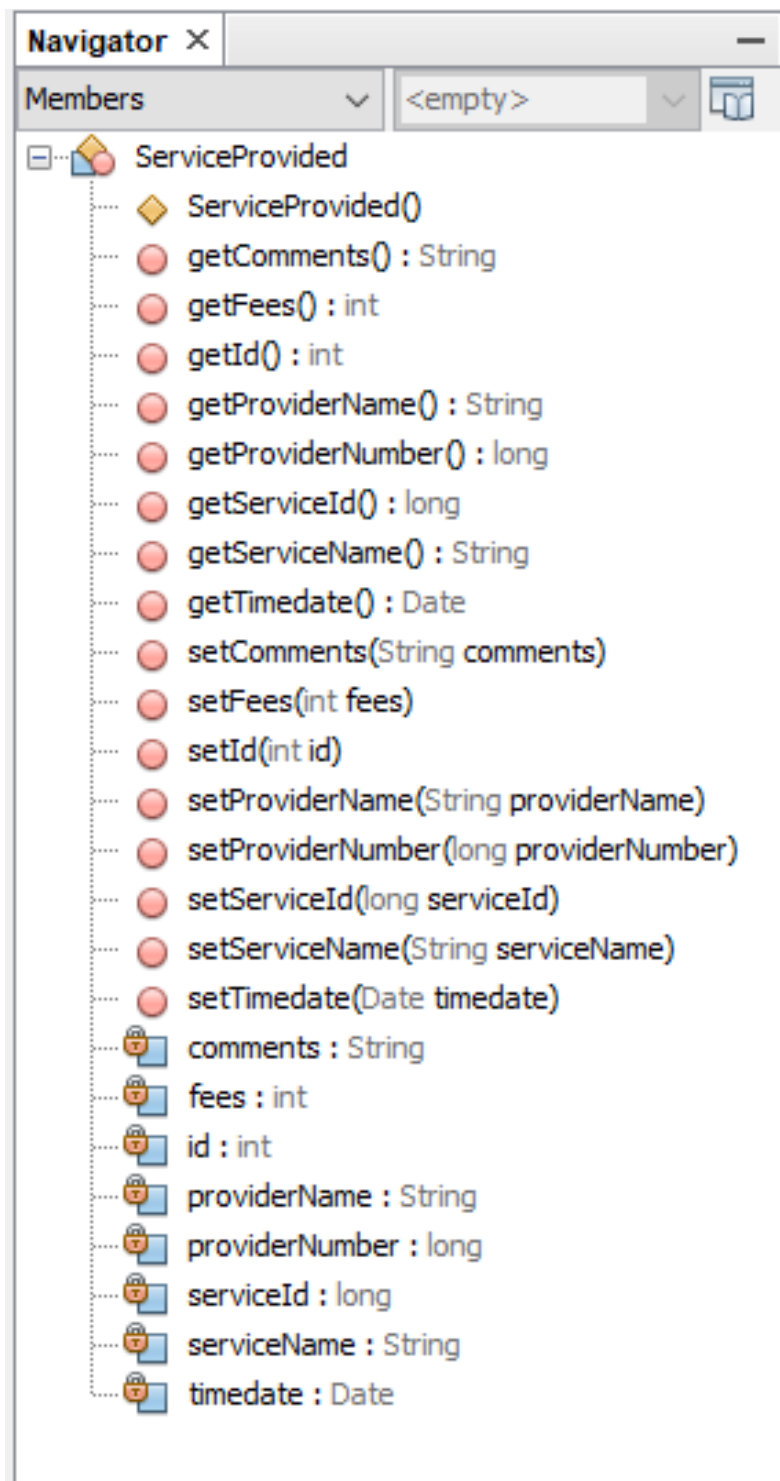 Navigator
Members <empty>
ServiceProvided
ServiceProvided()
getComments() : String
getFees() : int
getId() : int
getProviderName() : String
getProviderNumber() : long
getServiceId() : long
getServiceName() : String
getTimedate() : Date
setComments(String comments)
setFees(int fees)
setId(int id)
setProviderName(String providerName)
setProviderNumber(long providerNumber)
setServiceId(long serviceId)
setServiceName(String serviceName)
setTimedate(Date timedate)
comments : String
fees : int
id : int
providerName : String
providerNumber : long
serviceId : long
serviceName : String
timedate : Date